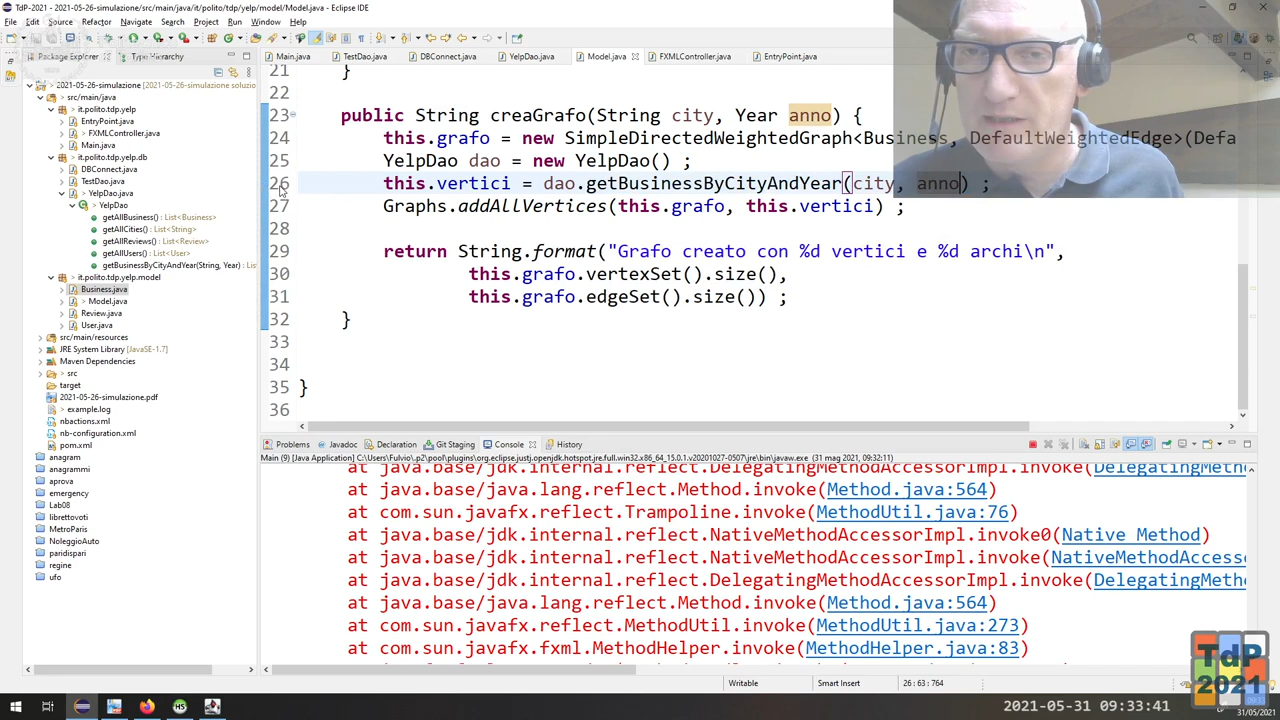 TdP-2021 - 2021-05-26-simulazione/src/main/java/it/polito/tdp/yelp/model/Model.java - Eclipse IDE
File Edit Source Refactor Navigate Search Project Run Window Help
Package Explorer Type Hierarchy
Main.java TestDao.java DBConnect.java YelpDao.java Model.java FXMLController.java EntryPoint.java
2021-05-26-simulazione [2021-05-26-simulazione soluzio
src/main/java
it.polito.tdp.yelp
EntryPoint.java
FXMLController.java
Main.java
it.polito.tdp.yelp.db
DBConnect.java
TestDao.java
YelpDao.java
YelpDao
getAllBusiness() : List<Business>
getAllCities() : List<String>
getAllReviews() : List<Review>
getAllUsers() : List<User>
getBusinessByCityAndYear(String, Year) : List
it.polito.tdp.yelp.model
Business.java
Model.java
Review.java
User.java
src/main/resources
JRE System Library [JavaSE-1.7]
Maven Dependencies
src
target
2021-05-26-simulazione.pdf
example.log
nbactions.xml
nb-configuration.xml
pom.xml
anagram
anagrammi
aprova
emergency
Lab08
librettovoti
MetroParis
NoleggioAuto
paridispari
regine
ufo
21 }
22
23 public String creaGrafo(String city, Year anno) {
24 this.grafo = new SimpleDirectedWeightedGraph<Business, DefaultWeightedEdge>(Defa
25 YelpDao dao = new YelpDao() ;
26 this.vertici = dao.getBusinessByCityAndYear(city, anno) ;
27 Graphs.addAllVertices(this.grafo, this.vertici) ;
28
29 return String.format("Grafo creato con %d vertici e %d archi\n",
30 this.grafo.vertexSet().size(),
31 this.grafo.edgeSet().size()) ;
32 }
33
34
35 }
36
Problems Javadoc Declaration Git Staging Console History
Main (9) [Java Application] C:\Users\Fulvio\.p2\pool\plugins\org.eclipse.justj.openjdk.hotspot.jre.full.win32.x86_64_15.0.1.v20201027-0507\jre\bin\javaw.exe (31 mag 2021, 09:32:11)
at java.base/jdk.internal.reflect.DelegatingMethodAccessorImpl.invoke(DelegatingMeth
at java.base/java.lang.reflect.Method.invoke(Method.java:564)
at com.sun.javafx.reflect.Trampoline.invoke(MethodUtil.java:76)
at java.base/jdk.internal.reflect.NativeMethodAccessorImpl.invoke0(Native Method)
at java.base/jdk.internal.reflect.NativeMethodAccessorImpl.invoke(NativeMethodAccesso
at java.base/jdk.internal.reflect.DelegatingMethodAccessorImpl.invoke(DelegatingMeth
at java.base/java.lang.reflect.Method.invoke(Method.java:564)
at com.sun.javafx.reflect.MethodUtil.invoke(MethodUtil.java:273)
at com.sun.javafx.fxml.MethodHelper.invoke(MethodHelper.java:83)
Writable Smart Insert 26 : 63 : 764
TdP
2021
2021-05-31 09:33:41
31/05/2021